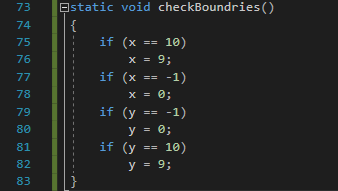 73 static void checkBoundries()
74 {
75 if (x == 10)
76 x = 9;
77 if (x == -1)
78 x = 0;
79 if (y == -1)
80 y = 0;
81 if (y == 10)
82 y = 9;
83 }